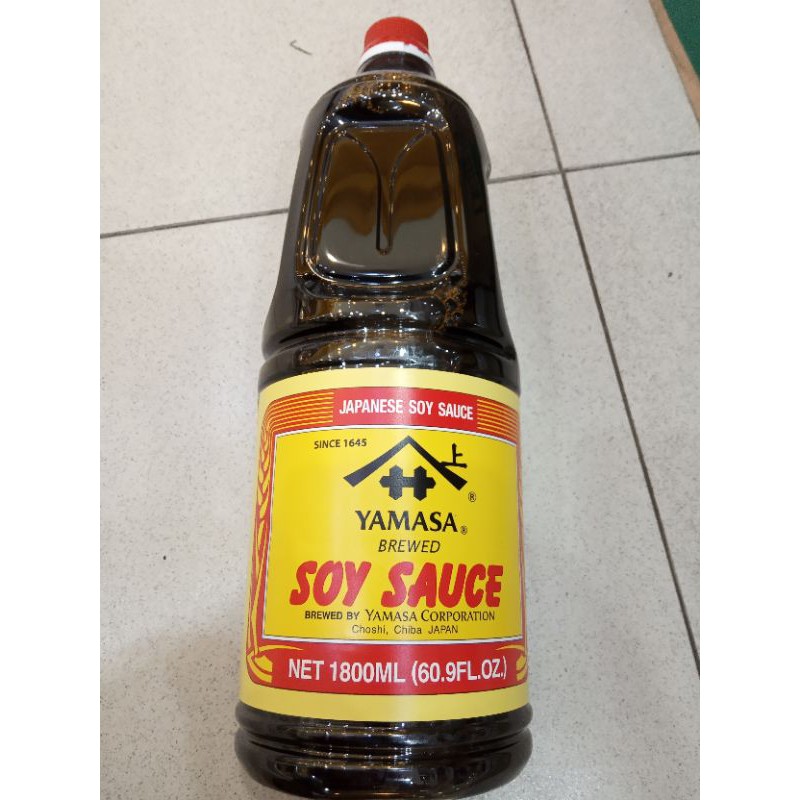 JAPANESE SOY SAUCE
SINCE 1645
上
®
YAMASA®
BREWED
SOY SAUCE
BREWED BY YAMASA CORPORATION
Choshi, Chiba JAPAN
NET 1800ML (60.9FL.OZ.)